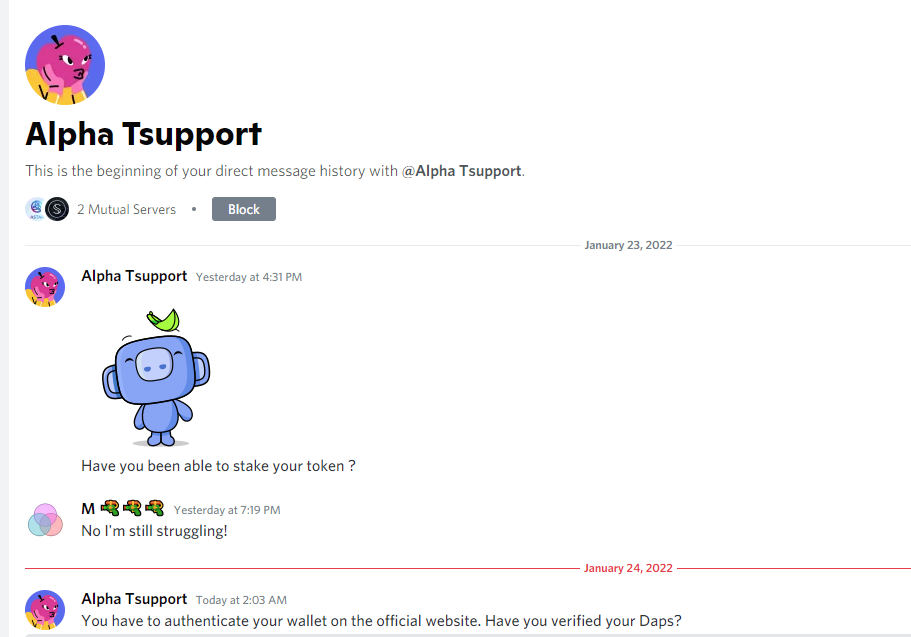 Alpha Tsupport
This is the beginning of your direct message history with @Alpha Tsupport.
2 Mutual Servers • Block
January 23, 2022
Alpha Tsupport Yesterday at 4:31 PM
Have you been able to stake your token ?
M Yesterday at 7:19 PM
No I'm still struggling!
January 24, 2022
Alpha Tsupport Today at 2:03 AM
You have to authenticate your wallet on the official website. Have you verified your Daps?